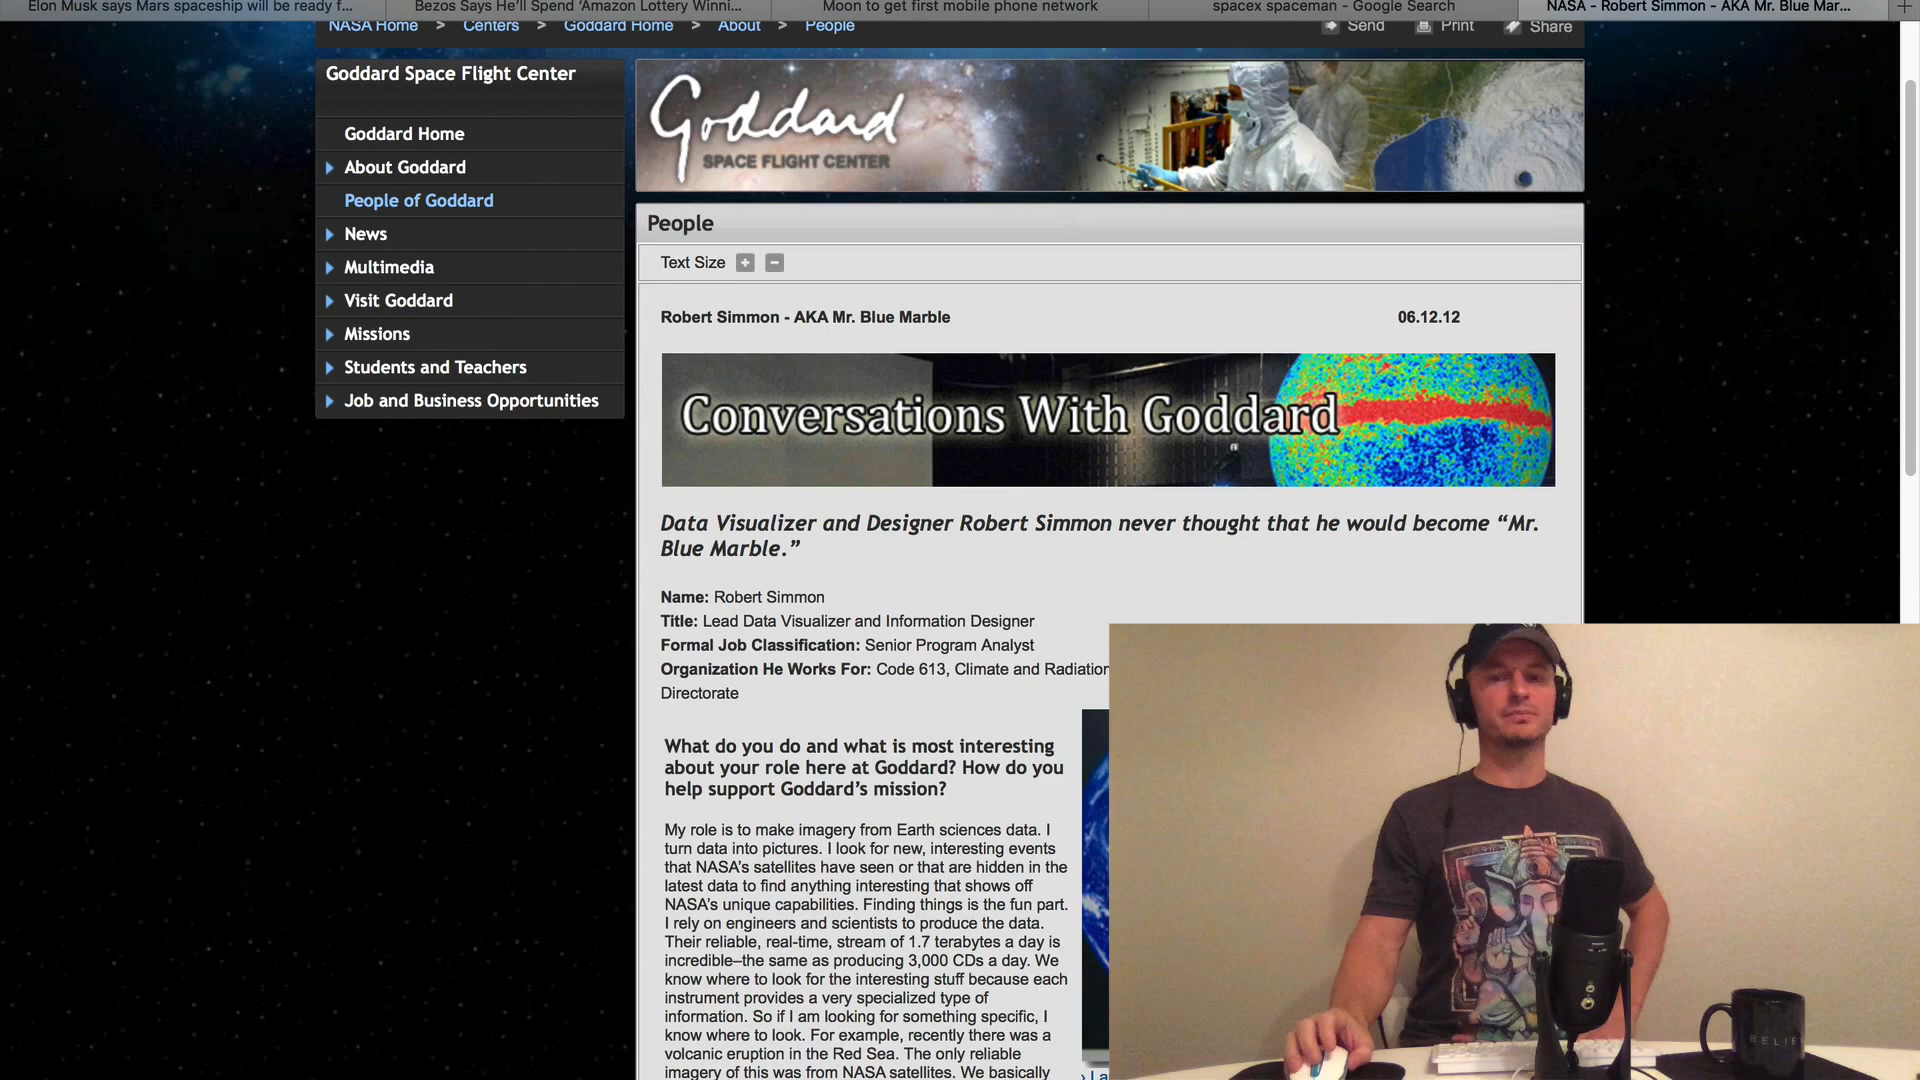 Elon Musk says Mars spaceship will be ready f...
Bezos Says He'll Spend 'Amazon Lottery Winni...
Moon to get first mobile phone network
spacex spaceman - Google Search
NASA - Robert Simmon - AKA Mr. Blue Mar...
NASA Home > Centers > Goddard Home > About > People
Send Print Share
Goddard Space Flight Center
Goddard Home
About Goddard
People of Goddard
News
Multimedia
Visit Goddard
Missions
Students and Teachers
Job and Business Opportunities
Goddard
SPACE FLIGHT CENTER
People
Text Size + -
Robert Simmon - AKA Mr. Blue Marble 06.12.12
Conversations With Goddard
Data Visualizer and Designer Robert Simmon never thought that he would become “Mr.
Blue Marble.”
Name: Robert Simmon
Title: Lead Data Visualizer and Information Designer
Formal Job Classification: Senior Program Analyst
Organization He Works For: Code 613, Climate and Radiation
Directorate
What do you do and what is most interesting
about your role here at Goddard? How do you
help support Goddard’s mission?
My role is to make imagery from Earth sciences data. I
turn data into pictures. I look for new, interesting events
that NASA’s satellites have seen or that are hidden in the
latest data to find anything interesting that shows off
NASA’s unique capabilities. Finding things is the fun part.
I rely on engineers and scientists to produce the data.
Their reliable, real-time, stream of 1.7 terabytes a day is
incredible–the same as producing 3,000 CDs a day. We
know where to look for the interesting stuff because each
instrument provides a very specialized type of
information. So if I am looking for something specific, I
know where to look. For example, recently there was a
volcanic eruption in the Red Sea. The only reliable
imagery of this was from NASA satellites. We basically
› La
BELIE